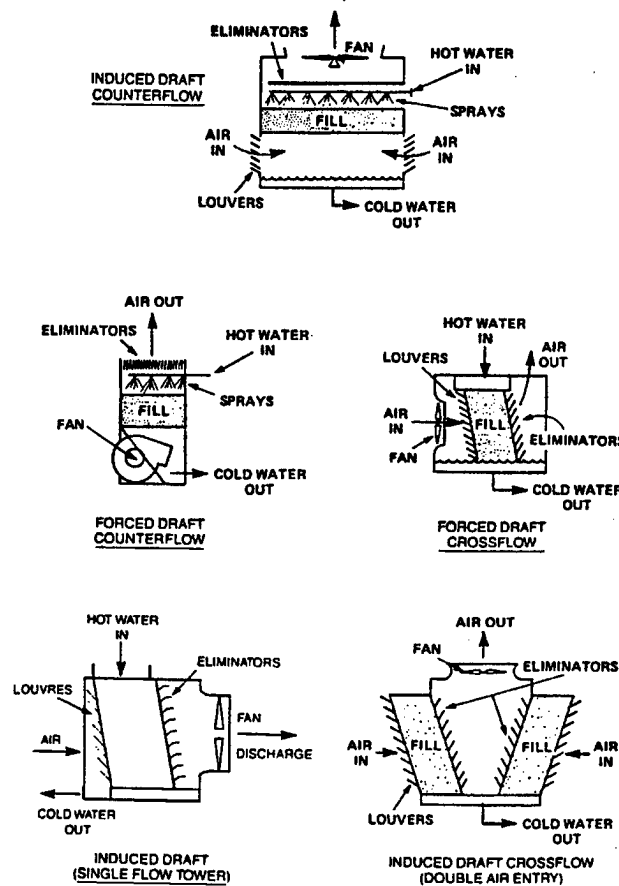 ELIMINATORS
FAN
HOT WATER
IN
INDUCED DRAFT
COUNTERFLOW
SPRAYS
FILL
AIR
IN
AIR
IN
LOUVERS
COLD WATER
OUT
AIR OUT
ELIMINATORS
HOT WATER
IN
SPRAYS
FILL
FAN
COLD WATER
OUT
FORCED DRAFT
COUNTERFLOW
HOT WATER
IN
AIR
OUT
LOUVERS
AIR
IN
FILL
ELIMINATORS
FAN
COLD WATER
OUT
FORCED DRAFT
CROSSFLOW
HOT WATER
IN
ELIMINATORS
LOUVRES
FAN
AIR
DISCHARGE
COLD WATER
OUT
INDUCED DRAFT
(SINGLE FLOW TOWER)
AIR OUT
FAN
ELIMINATORS
AIR
IN
FILL
FILL
AIR
IN
LOUVERS
COLD WATER
OUT
INDUCED DRAFT CROSSFLOW
(DOUBLE AIR ENTRY)